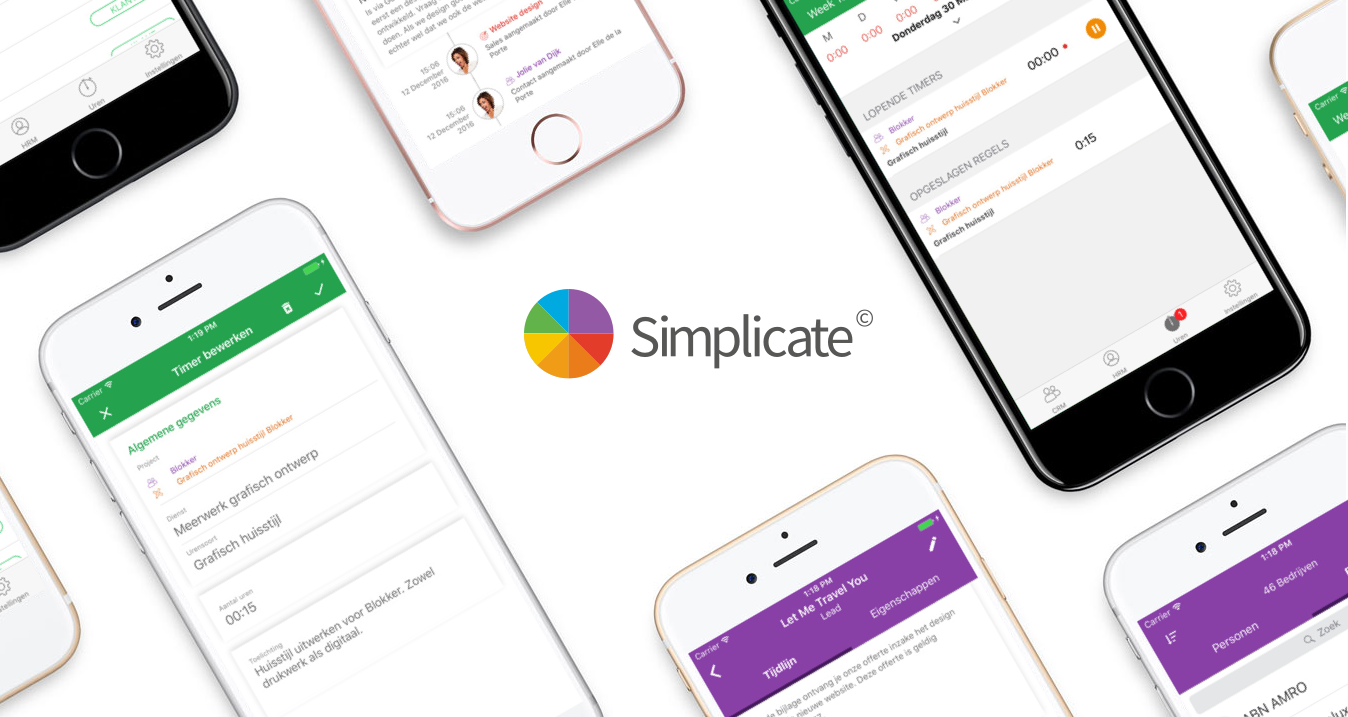 KLANT
HRM
Uren
Instellingen
Is via Ge
eerst een des
ontwikkeld. Vraag
doen. Als we design goe
echter wel dat we ook de we
15:06
12 December
2016
Website design
Sales aangemaakt door Elle de la
Porte
15:06
12 December
2016
Jolie van Dijk
Contact aangemaakt door Elle de la
Porte
Week
M
D
0:00
0:00
0:00
Donderdag 30 M
LOPENDE TIMERS
Blokker
Grafisch ontwerp huisstijl Blokker
Grafisch huisstijl
00:00
OPGESLAGEN REGELS
Blokker
Grafisch ontwerp huisstijl Blokker
Grafisch huisstijl
0:15
CRM
HRM
1
Uren
Instellingen
Carrier
We
Simplicate©
Carrier
1:19 PM
Timer bewerken
Algemene gegevens
Project
Blokker
Grafisch ontwerp huisstijl Blokker
Dienst
Meerwerk grafisch ontwerp
Urensoort
Grafisch huisstijl
Aantal uren
00:15
Toelichting
Huisstijl uitwerken voor Blokker. Zowel
drukwerk als digitaal.
stellingen
Carrier
1:18 PM
Let Me Travel You
Lead
Tijdlijn
Eigenschappen
de bijlage ontvang je onze offerte inzake het design
nieuwe website. Deze offerte is geldig
Carrier
1:18 PM
46 Bedrijven
Personen
Zoek
ABN AMRO